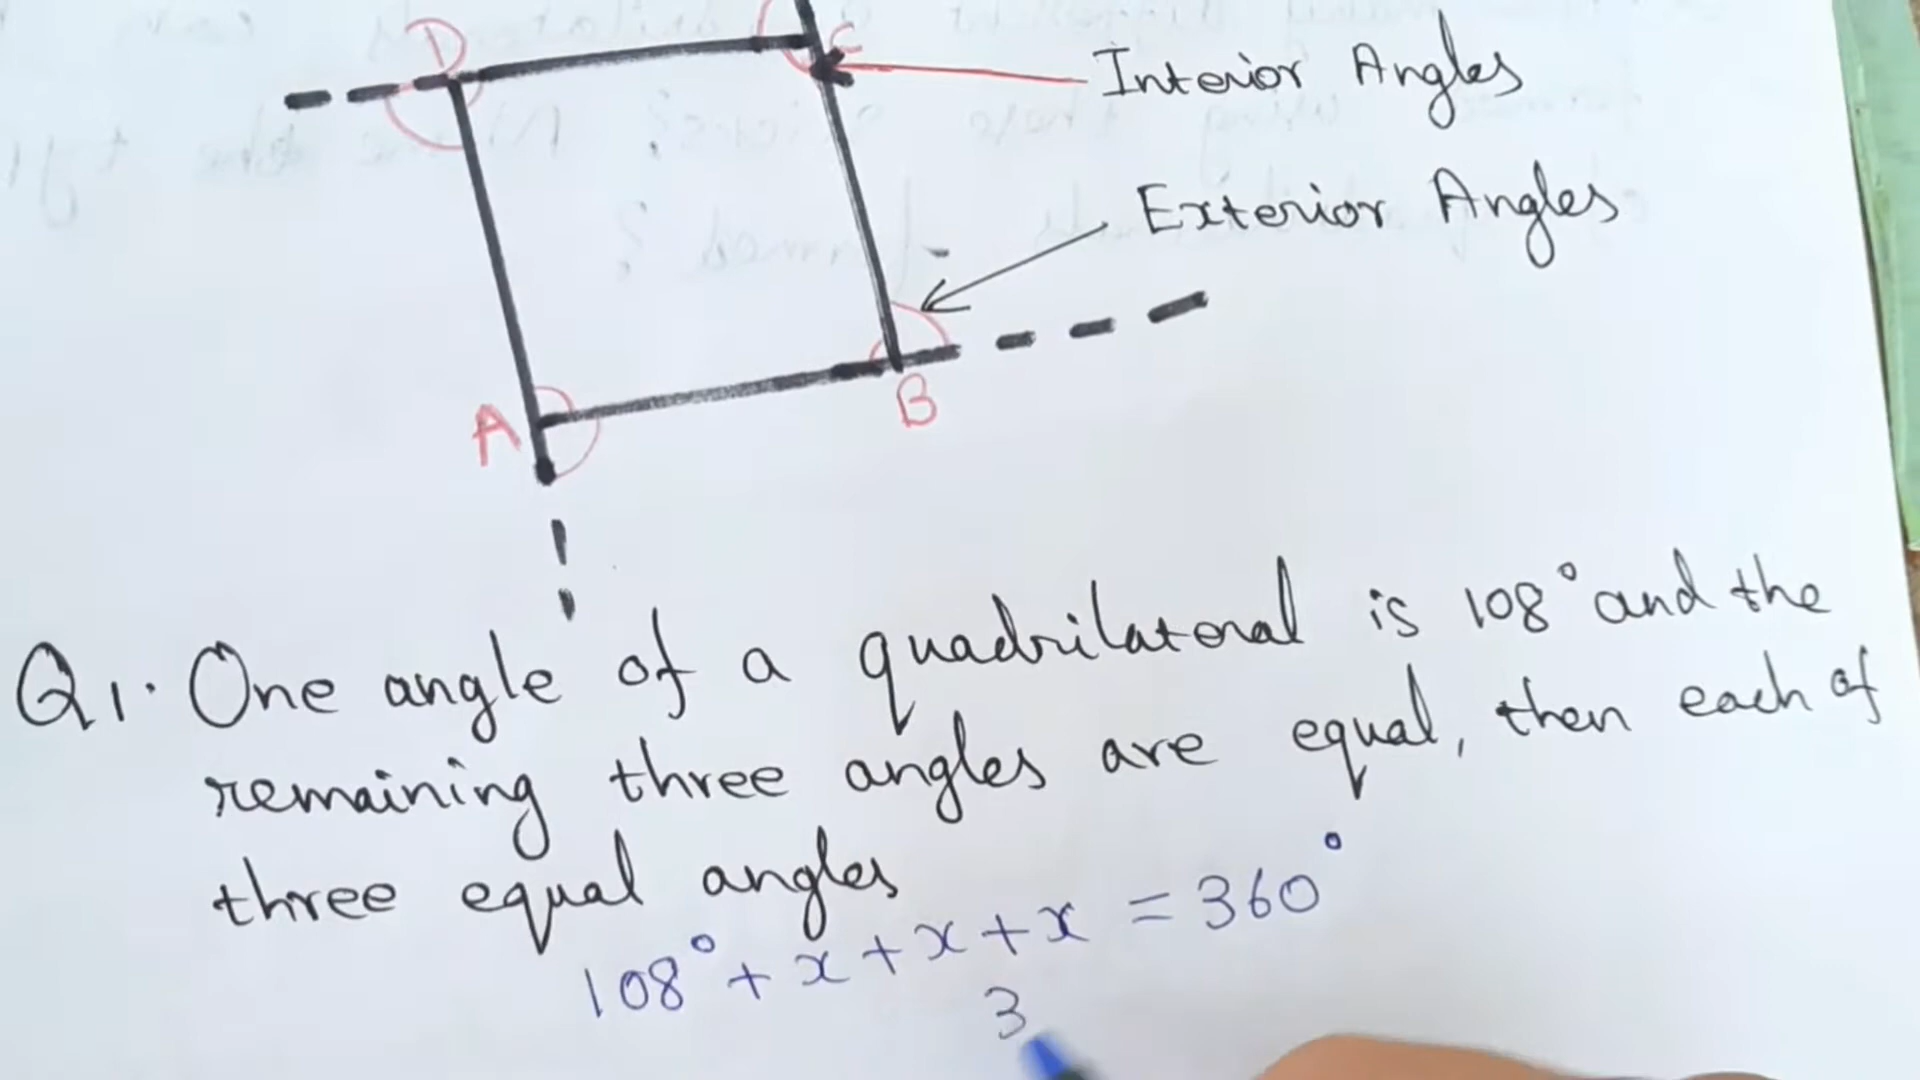 D
C
Interior Angles
Exterior Angles
A
B
Q1. One angle of a quadrilateral is 108° and the
remaining three angles are equal, then each of
three equal angles
108° + x + x + x = 360°
3